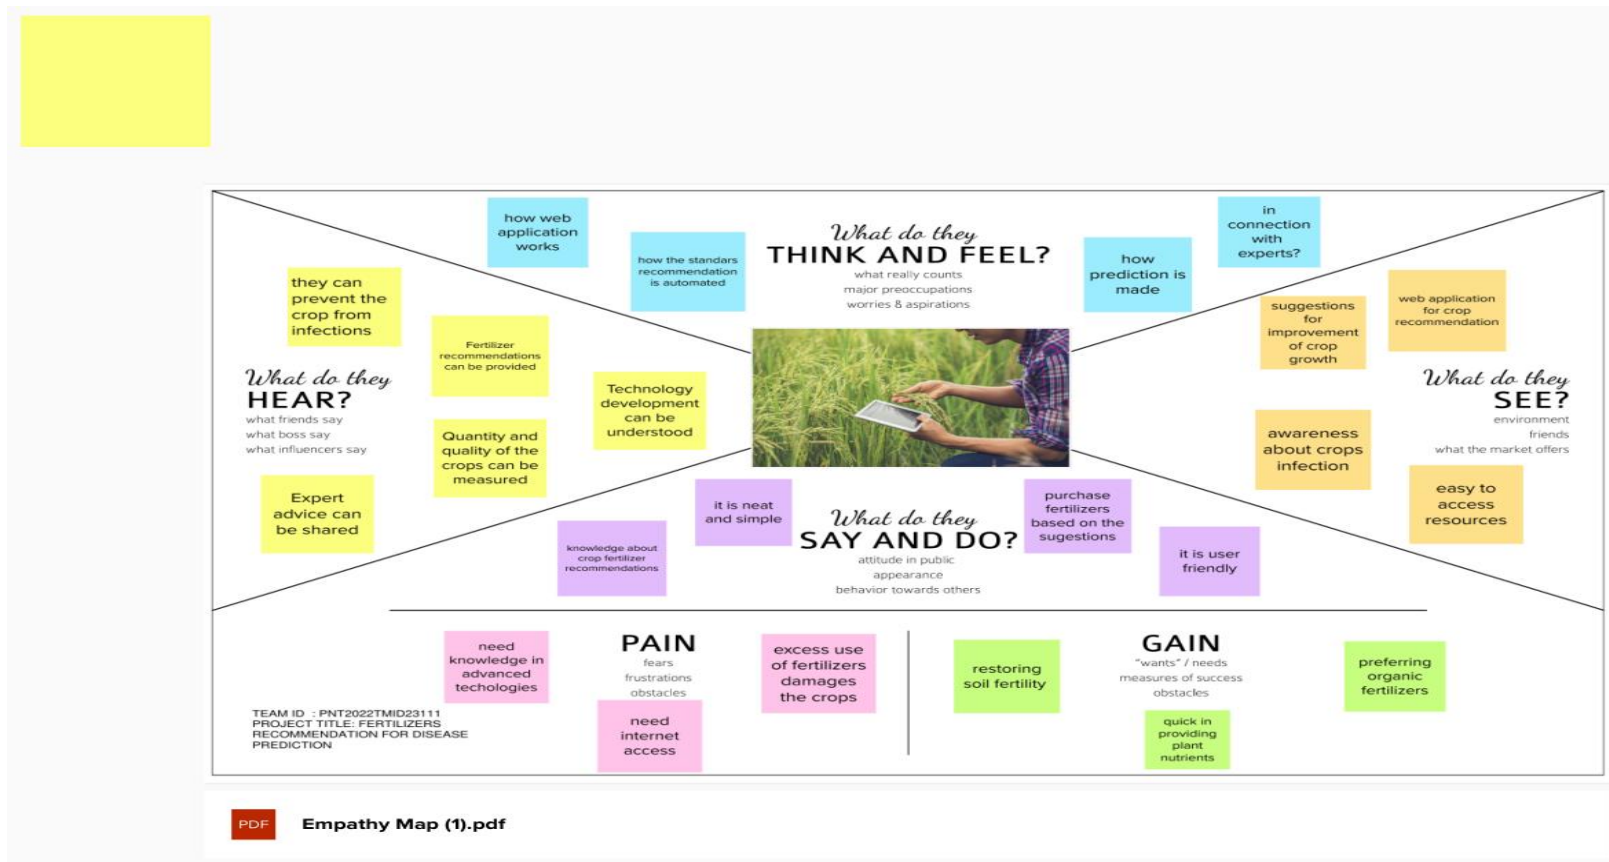 how web
application
works
how the standars
recommendation
is automated
What do they
THINK AND FEEL?
what really counts
major preoccupations
worries & aspirations
how
prediction is
made
in
connection
with
experts?
they can
prevent the
crop from
infections
Fertilizer
recommendations
can be provided
Technology
development
can be
understood
What do they
HEAR?
what friends say
what boss say
what influencers say
Quantity and
quality of the
crops can be
measured
Expert
advice can
be shared
suggestions
for
improvement
of crop
growth
web application
for crop
recommendation
What do they
SEE?
environment
friends
what the market offers
awareness
about crops
infection
easy to
access
resources
knowledge about
crop fertilizer
recommendations
it is neat
and simple
What do they
SAY AND DO?
attitude in public
appearance
behavior towards others
purchase
fertilizers
based on the
sugestions
it is user
friendly
need
knowledge in
advanced
techologies
PAIN
fears
frustrations
obstacles
need
internet
access
excess use
of fertilizers
damages
the crops
restoring
soil fertility
GAIN
"wants" / needs
measures of success
obstacles
quick in
providing
plant
nutrients
preferring
organic
fertilizers
TEAM ID : PNT2022TMID23111
PROJECT TITLE: FERTILIZERS
RECOMMENDATION FOR DISEASE
PREDICTION
PDF
Empathy Map (1).pdf